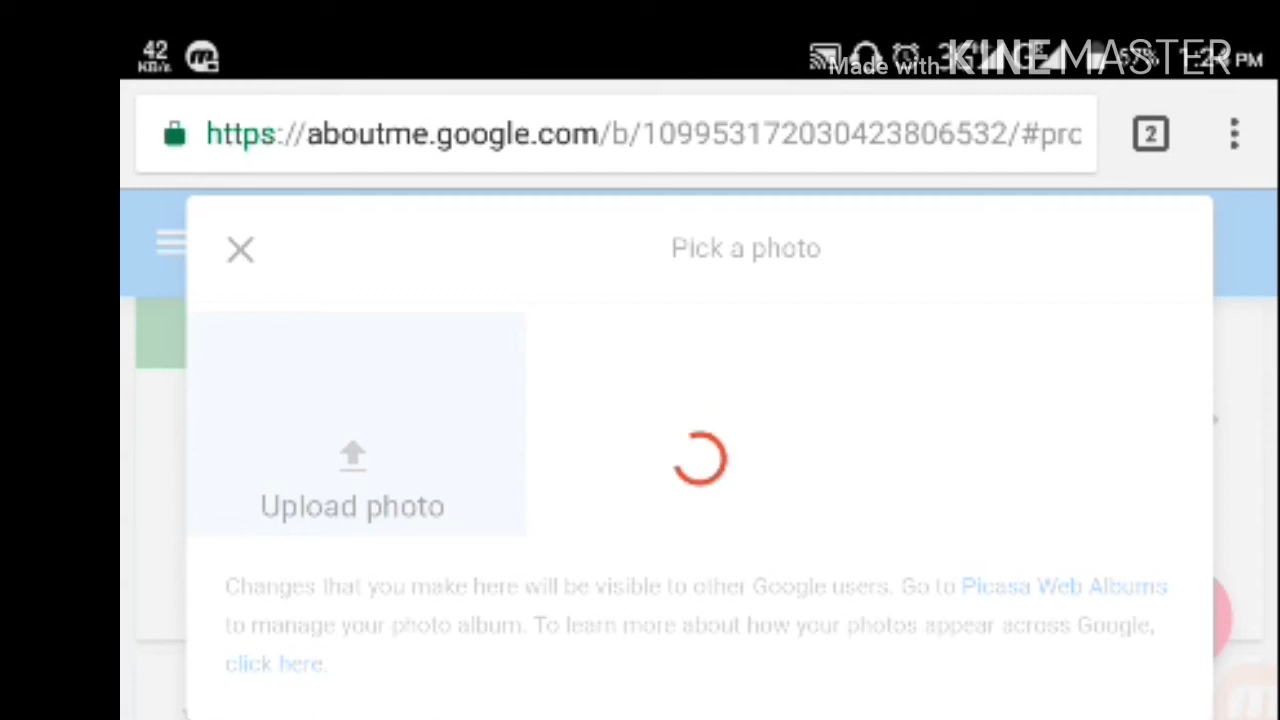 42
KB/s
Made with KINEMASTER
PM
https://aboutme.google.com/b/109953172030423806532/#pro
2
Pick a photo
Upload photo
Changes that you make here will be visible to other Google users. Go to Picasa Web Albums
to manage your photo album. To learn more about how your photos appear across Google,
click here.